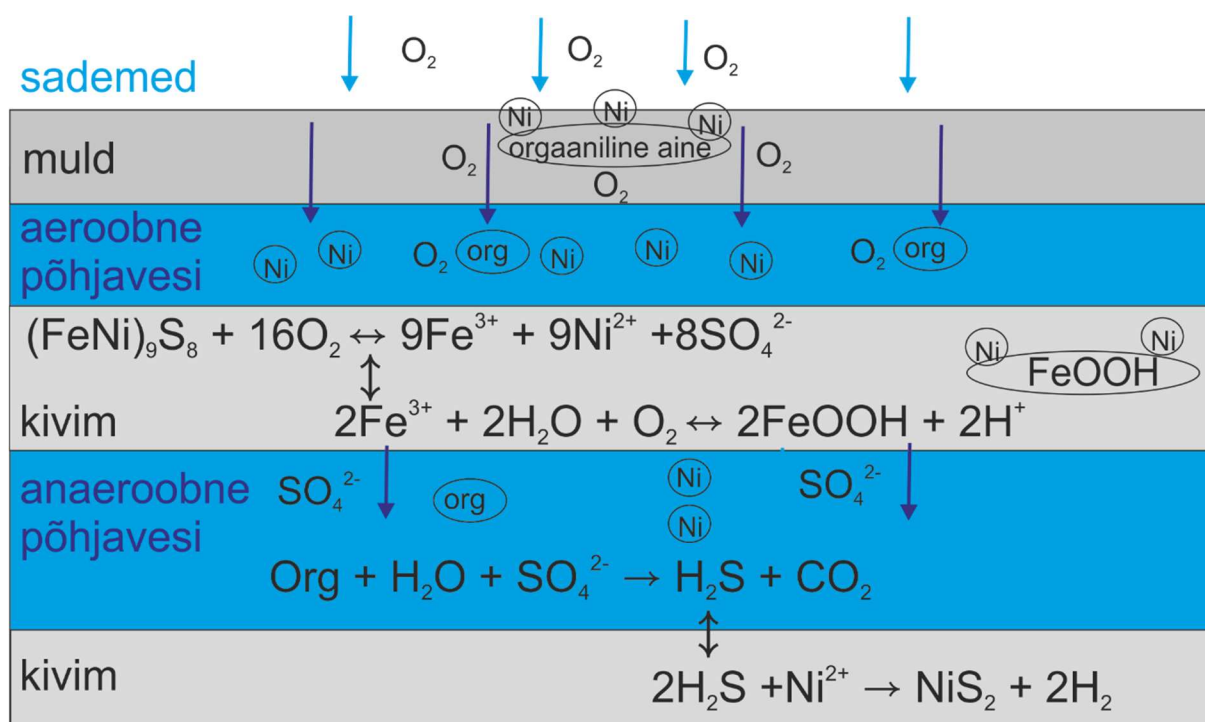 O₂ O₂ O₂
sademed
Ni Ni Ni
muld O₂ orgaaniline aine O₂
O₂
aeroobne
põhjavesi
Ni Ni O₂ org Ni Ni Ni O₂ org
(FeNi)₉S₈ + 16O₂ ↔ 9Fe³⁺ + 9Ni²⁺ +8SO₄²⁻
Ni Ni
FeOOH
kivim 2Fe³⁺ + 2H₂O + O₂ ↔ 2FeOOH + 2H⁺
anaeroobne
põhjavesi
SO₄²⁻ org Ni SO₄²⁻
Ni
Org + H₂O + SO₄²⁻ → H₂S + CO₂
kivim
2H₂S +Ni²⁺ → NiS₂ + 2H₂